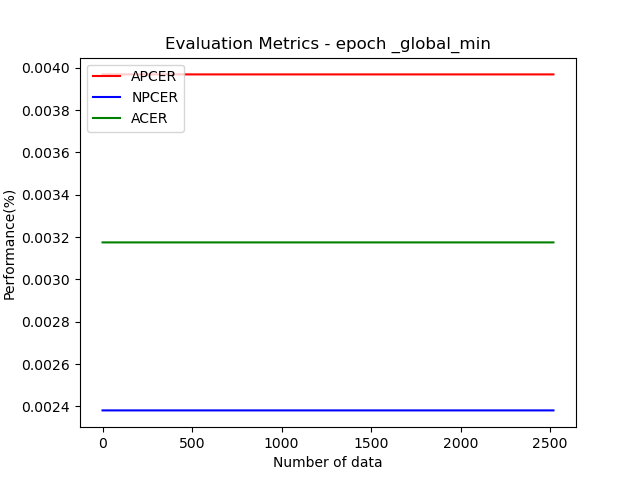 Evaluation Metrics - epoch _global_min
0.0040
0.0038
0.0036
0.0034
0.0032
0.0030
0.0028
0.0026
0.0024
Performance(%)
APCER
NPCER
ACER
0 500 1000 1500 2000 2500
Number of data